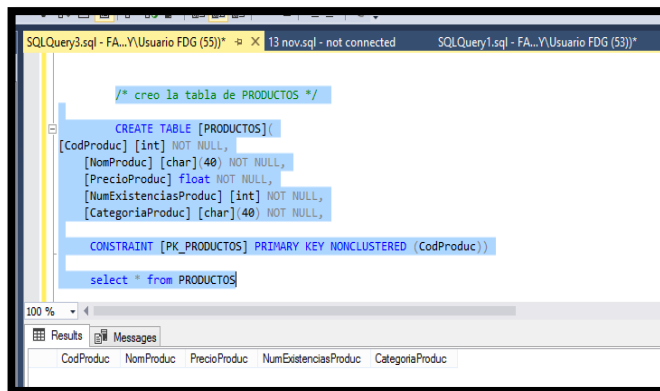 SQLQuery3.sql - FA...Y\Usuario FDG (55))* X 13 nov.sql - not connected SQLQuery1.sql - FA...Y\Usuario FDG (53))*
/* creo la tabla de PRODUCTOS */
CREATE TABLE [PRODUCTOS](
[CodProduc] [int] NOT NULL,
[NomProduc] [char](40) NOT NULL,
[PrecioProduc] float NOT NULL,
[NumExistenciasProduc] [int] NOT NULL,
[CategoriaProduc] [char](40) NOT NULL,
CONSTRAINT [PK_PRODUCTOS] PRIMARY KEY NONCLUSTERED (CodProduc))
select * from PRODUCTOS
100 %
Results Messages
CodProduc NomProduc PrecioProduc NumExistenciasProduc CategoriaProduc